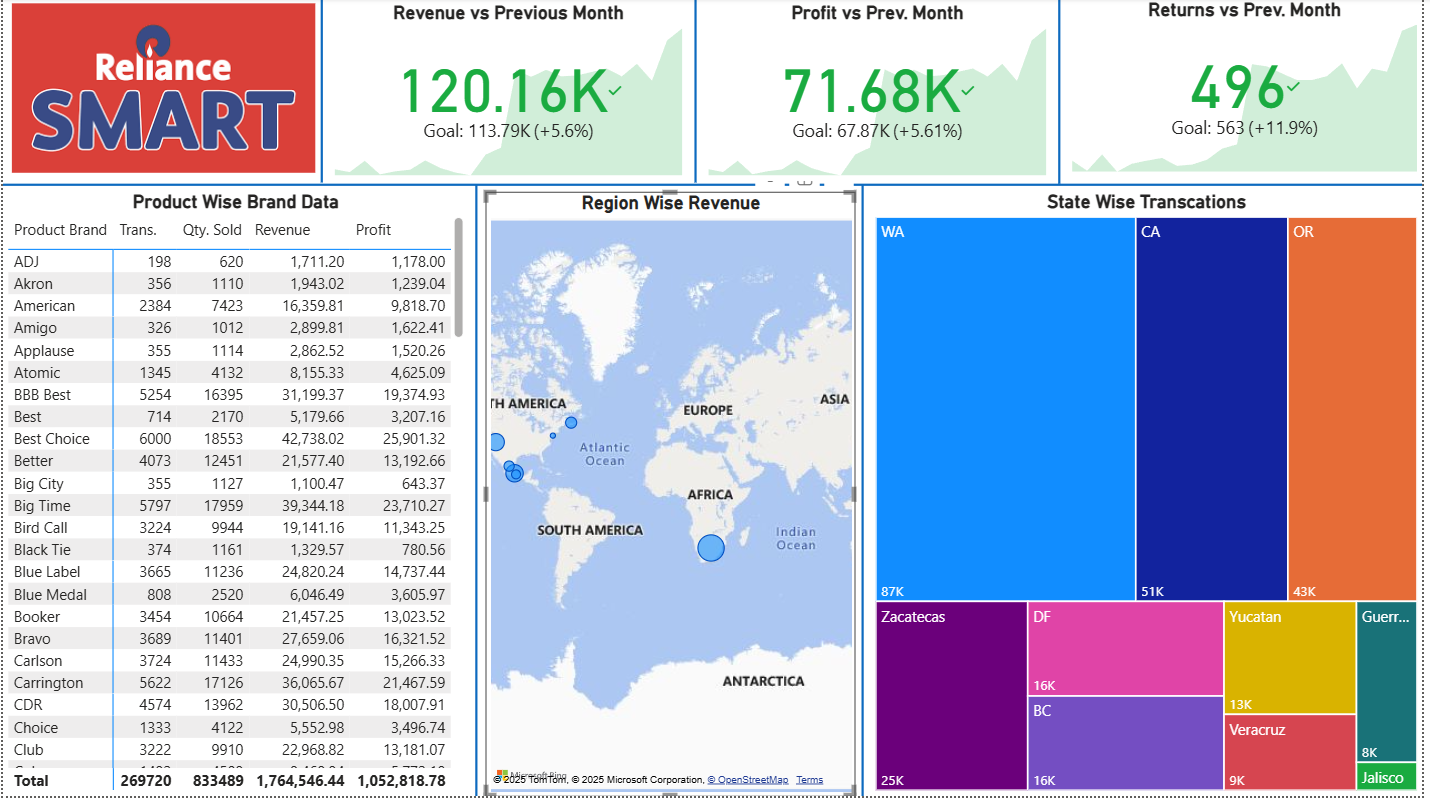 Reliance
SMART
Revenue vs Previous Month
120.16K
Goal: 113.79K (+5.6%)
Profit vs Prev. Month
71.68K
Goal: 67.87K (+5.61%)
Returns vs Prev. Month
496
Goal: 563 (+11.9%)
Product Wise Brand Data
Product Brand Trans. Qty. Sold Revenue Profit
ADJ 198 620 1,711.20 1,178.00
Akron 356 1110 1,943.02 1,239.04
American 2384 7423 16,359.81 9,818.70
Amigo 326 1012 2,899.81 1,622.41
Applause 355 1114 2,862.52 1,520.26
Atomic 1345 4132 8,155.33 4,625.09
BBB Best 5254 16395 31,199.37 19,374.93
Best 714 2170 5,179.66 3,207.16
Best Choice 6000 18553 42,738.02 25,901.32
Better 4073 12451 21,577.40 13,192.66
Big City 355 1127 1,100.47 643.37
Big Time 5797 17959 39,344.18 23,710.27
Bird Call 3224 9944 19,141.16 11,343.25
Black Tie 374 1161 1,329.57 780.56
Blue Label 3665 11236 24,820.24 14,737.44
Blue Medal 808 2520 6,046.49 3,605.97
Booker 3454 10664 21,457.25 13,023.52
Bravo 3689 11401 27,659.06 16,321.52
Carlson 3724 11433 24,990.35 15,266.33
Carrington 5622 17126 36,065.67 21,467.59
CDR 4574 13962 30,506.50 18,007.91
Choice 1333 4122 5,552.98 3,496.74
Club 3222 9910 22,968.82 13,181.07
Total 269720 833489 1,764,546.44 1,052,818.78
Region Wise Revenue
TH AMERICA
EUROPE
ASIA
Atlantic
Ocean
AFRICA
SOUTH AMERICA
Indian
Ocean
ANTARCTICA
Microsoft Bing
© 2025 TomTom, © 2025 Microsoft Corporation, © OpenStreetMap Terms
State Wise Transcations
WA
87K
CA
51K
OR
43K
Zacatecas
25K
DF
16K
BC
16K
Yucatan
13K
Veracruz
9K
Guerr...
8K
Jalisco